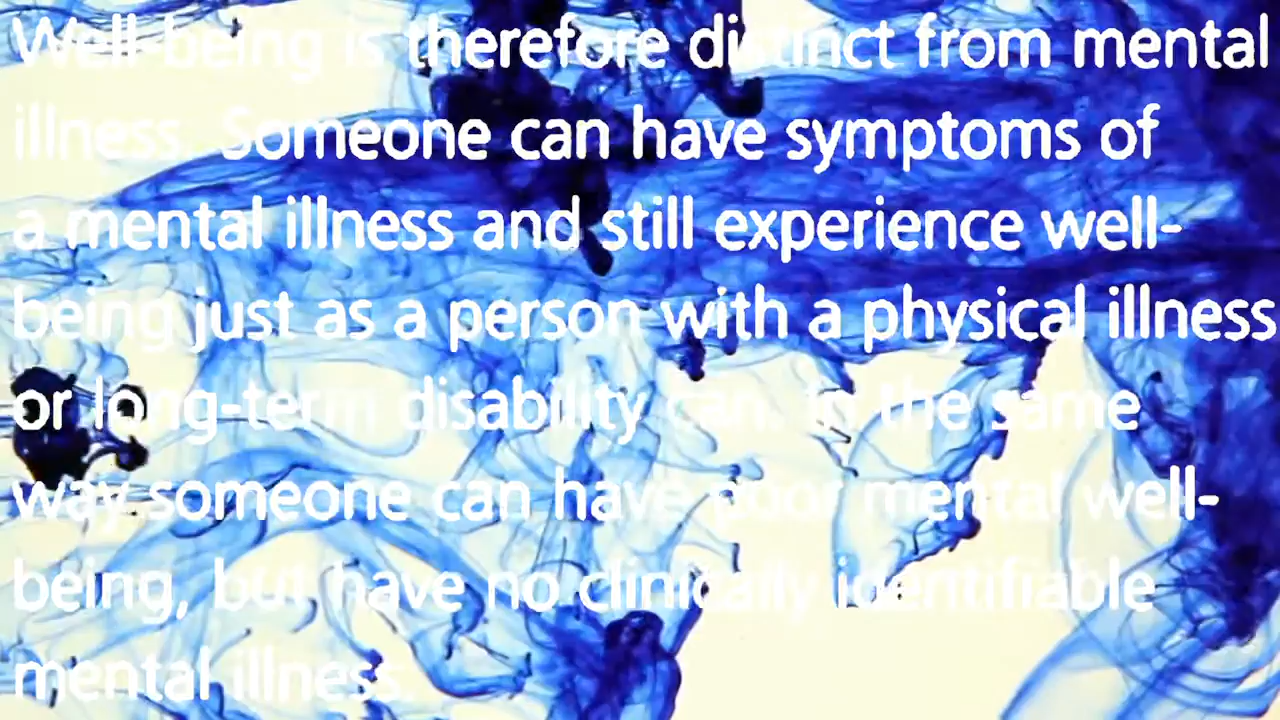 Well-being is therefore distinct from mental
illness. Someone can have symptoms of
a mental illness and still experience well-
being just as a person with a physical illness
or long-term disability can. In the same
way someone can have poor mental well-
being, but have no clinically identifiable
mental illness.